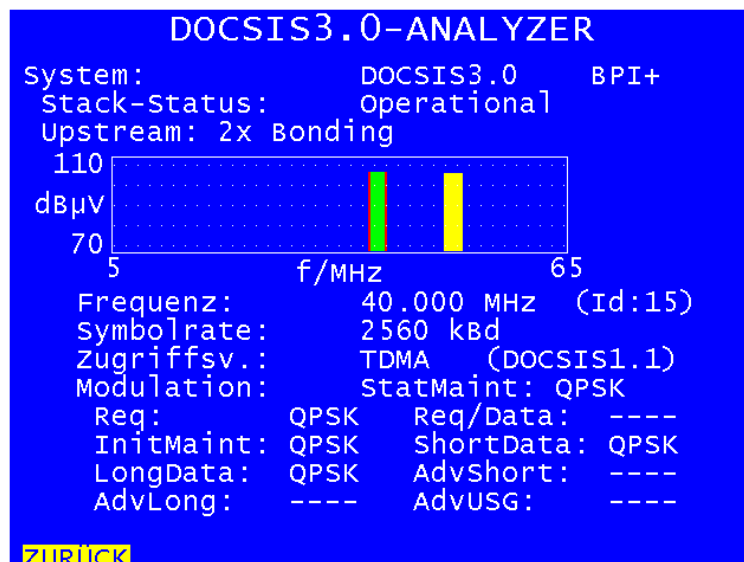 DOCSIS3.0-ANALYZER
System: DOCSIS3.0 BPI+
Stack-Status: Operational
Upstream: 2x Bonding
110
dBµV
70
5 f/MHz 65
Frequenz: 40.000 MHz (Id:15)
Symbolrate: 2560 kBd
Zugriffsv.: TDMA (DOCSIS1.1)
Modulation: StatMaint: QPSK
Req: QPSK Req/Data: ----
InitMaint: QPSK ShortData: QPSK
LongData: QPSK AdvShort: ----
AdvLong: ---- AdvUSG: ----
ZURÜCK